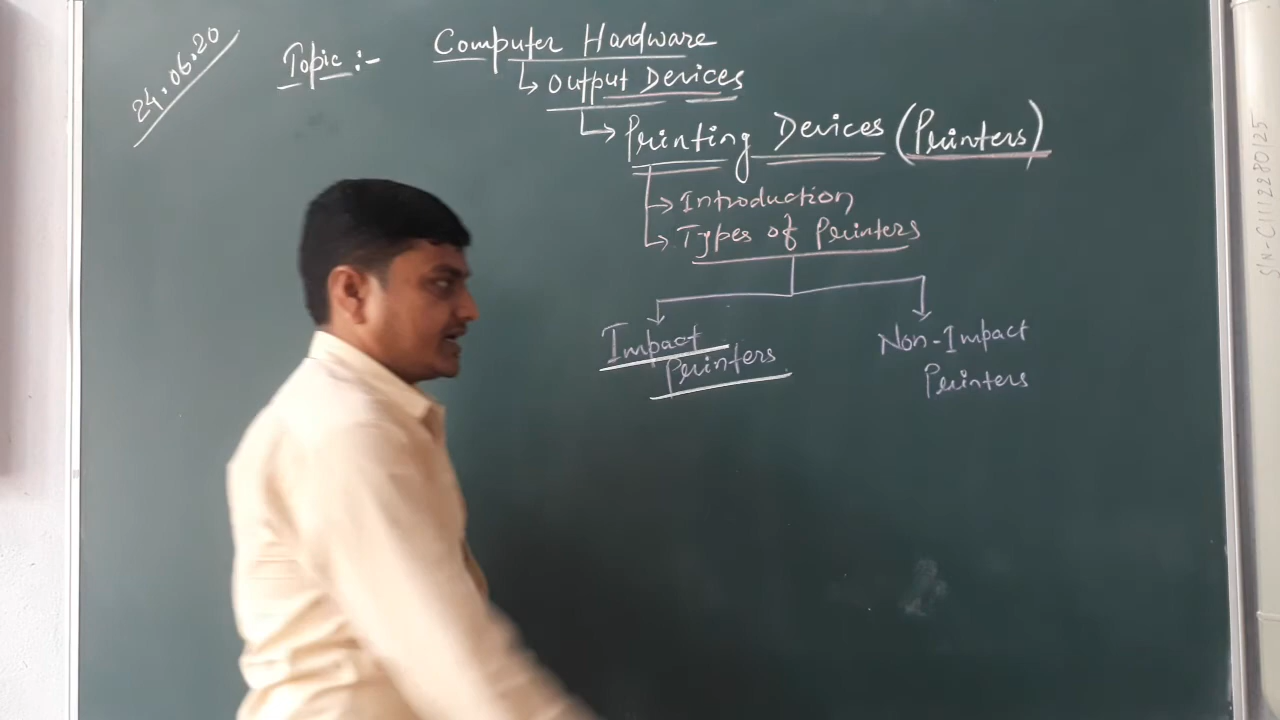 24.06.20
Topic :- Computer Hardware
↳ Output Devices
↳ Printing Devices (Printers)
→ Introduction
→ Types of Printers
Impact Printers
Non-Impact Printers
S/N-C1112280125